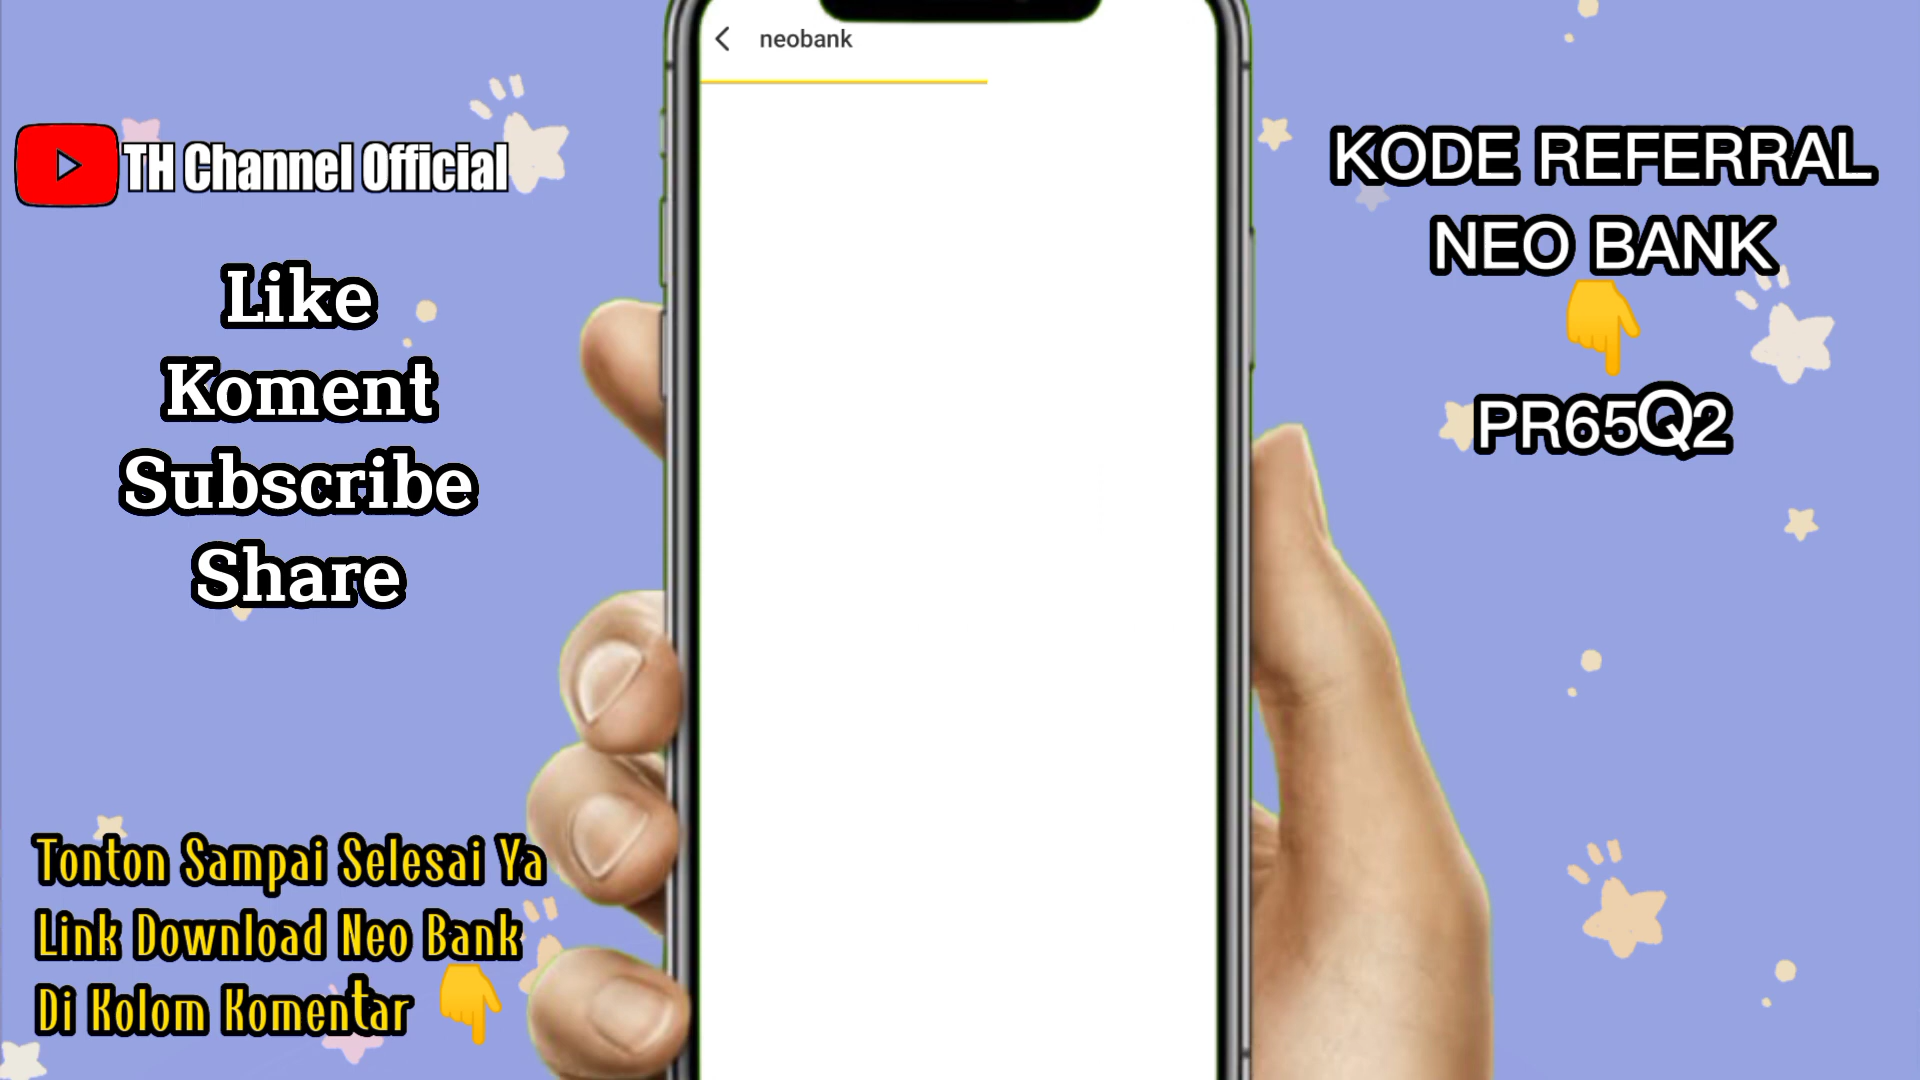 TH Channel Official
Like
Koment
Subscribe
Share
Tonton Sampai Selesai Ya
Link Download Neo Bank
Di Kolom Komentar 👇
neobank
KODE REFERRAL
NEO BANK
👇
PR65Q2